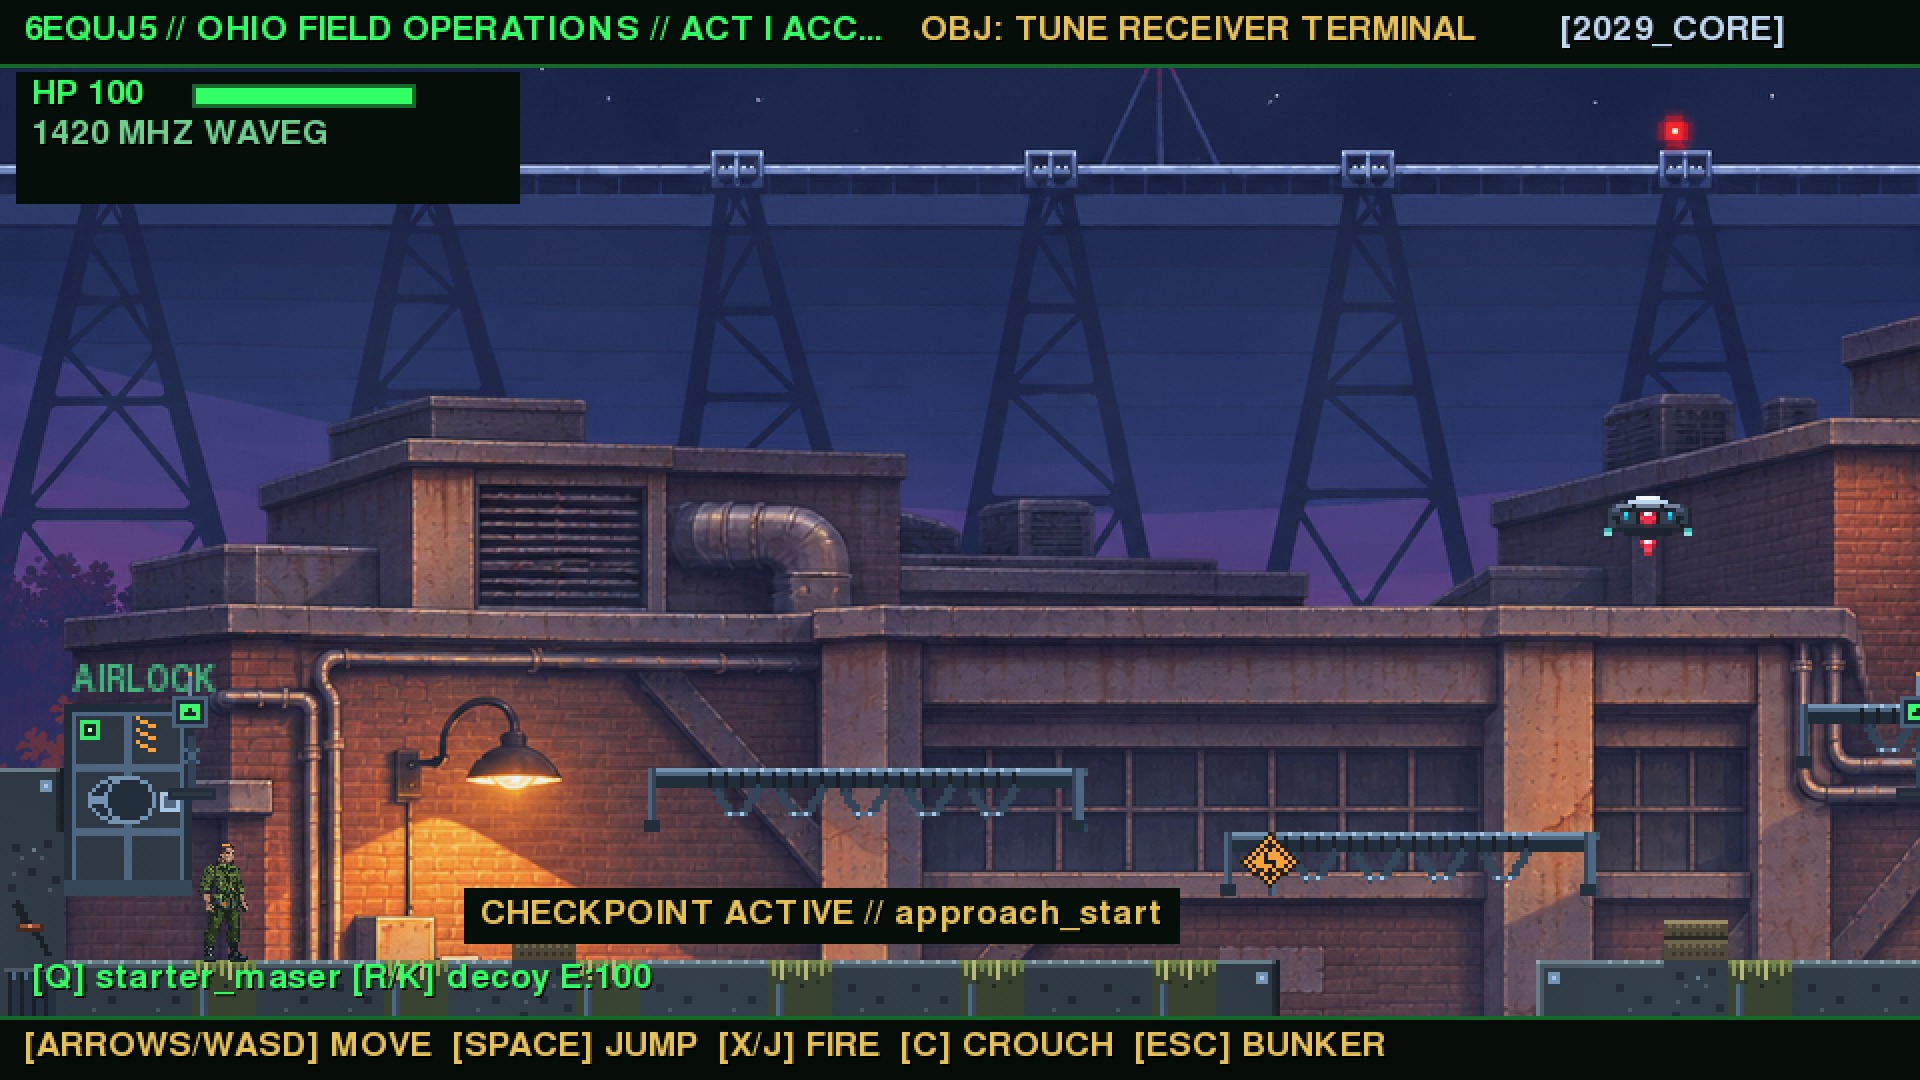 6EQUJ5 // OHIO FIELD OPERATIONS // ACT I ACC... OBJ: TUNE RECEIVER TERMINAL [2029_CORE]
HP 100
1420 MHZ WAVEG
AIRLOCK
CHECKPOINT ACTIVE // approach_start
[Q] starter_maser [R/K] decoy E:100
[ARROWS/WASD] MOVE [SPACE] JUMP [X/J] FIRE [C] CROUCH [ESC] BUNKER